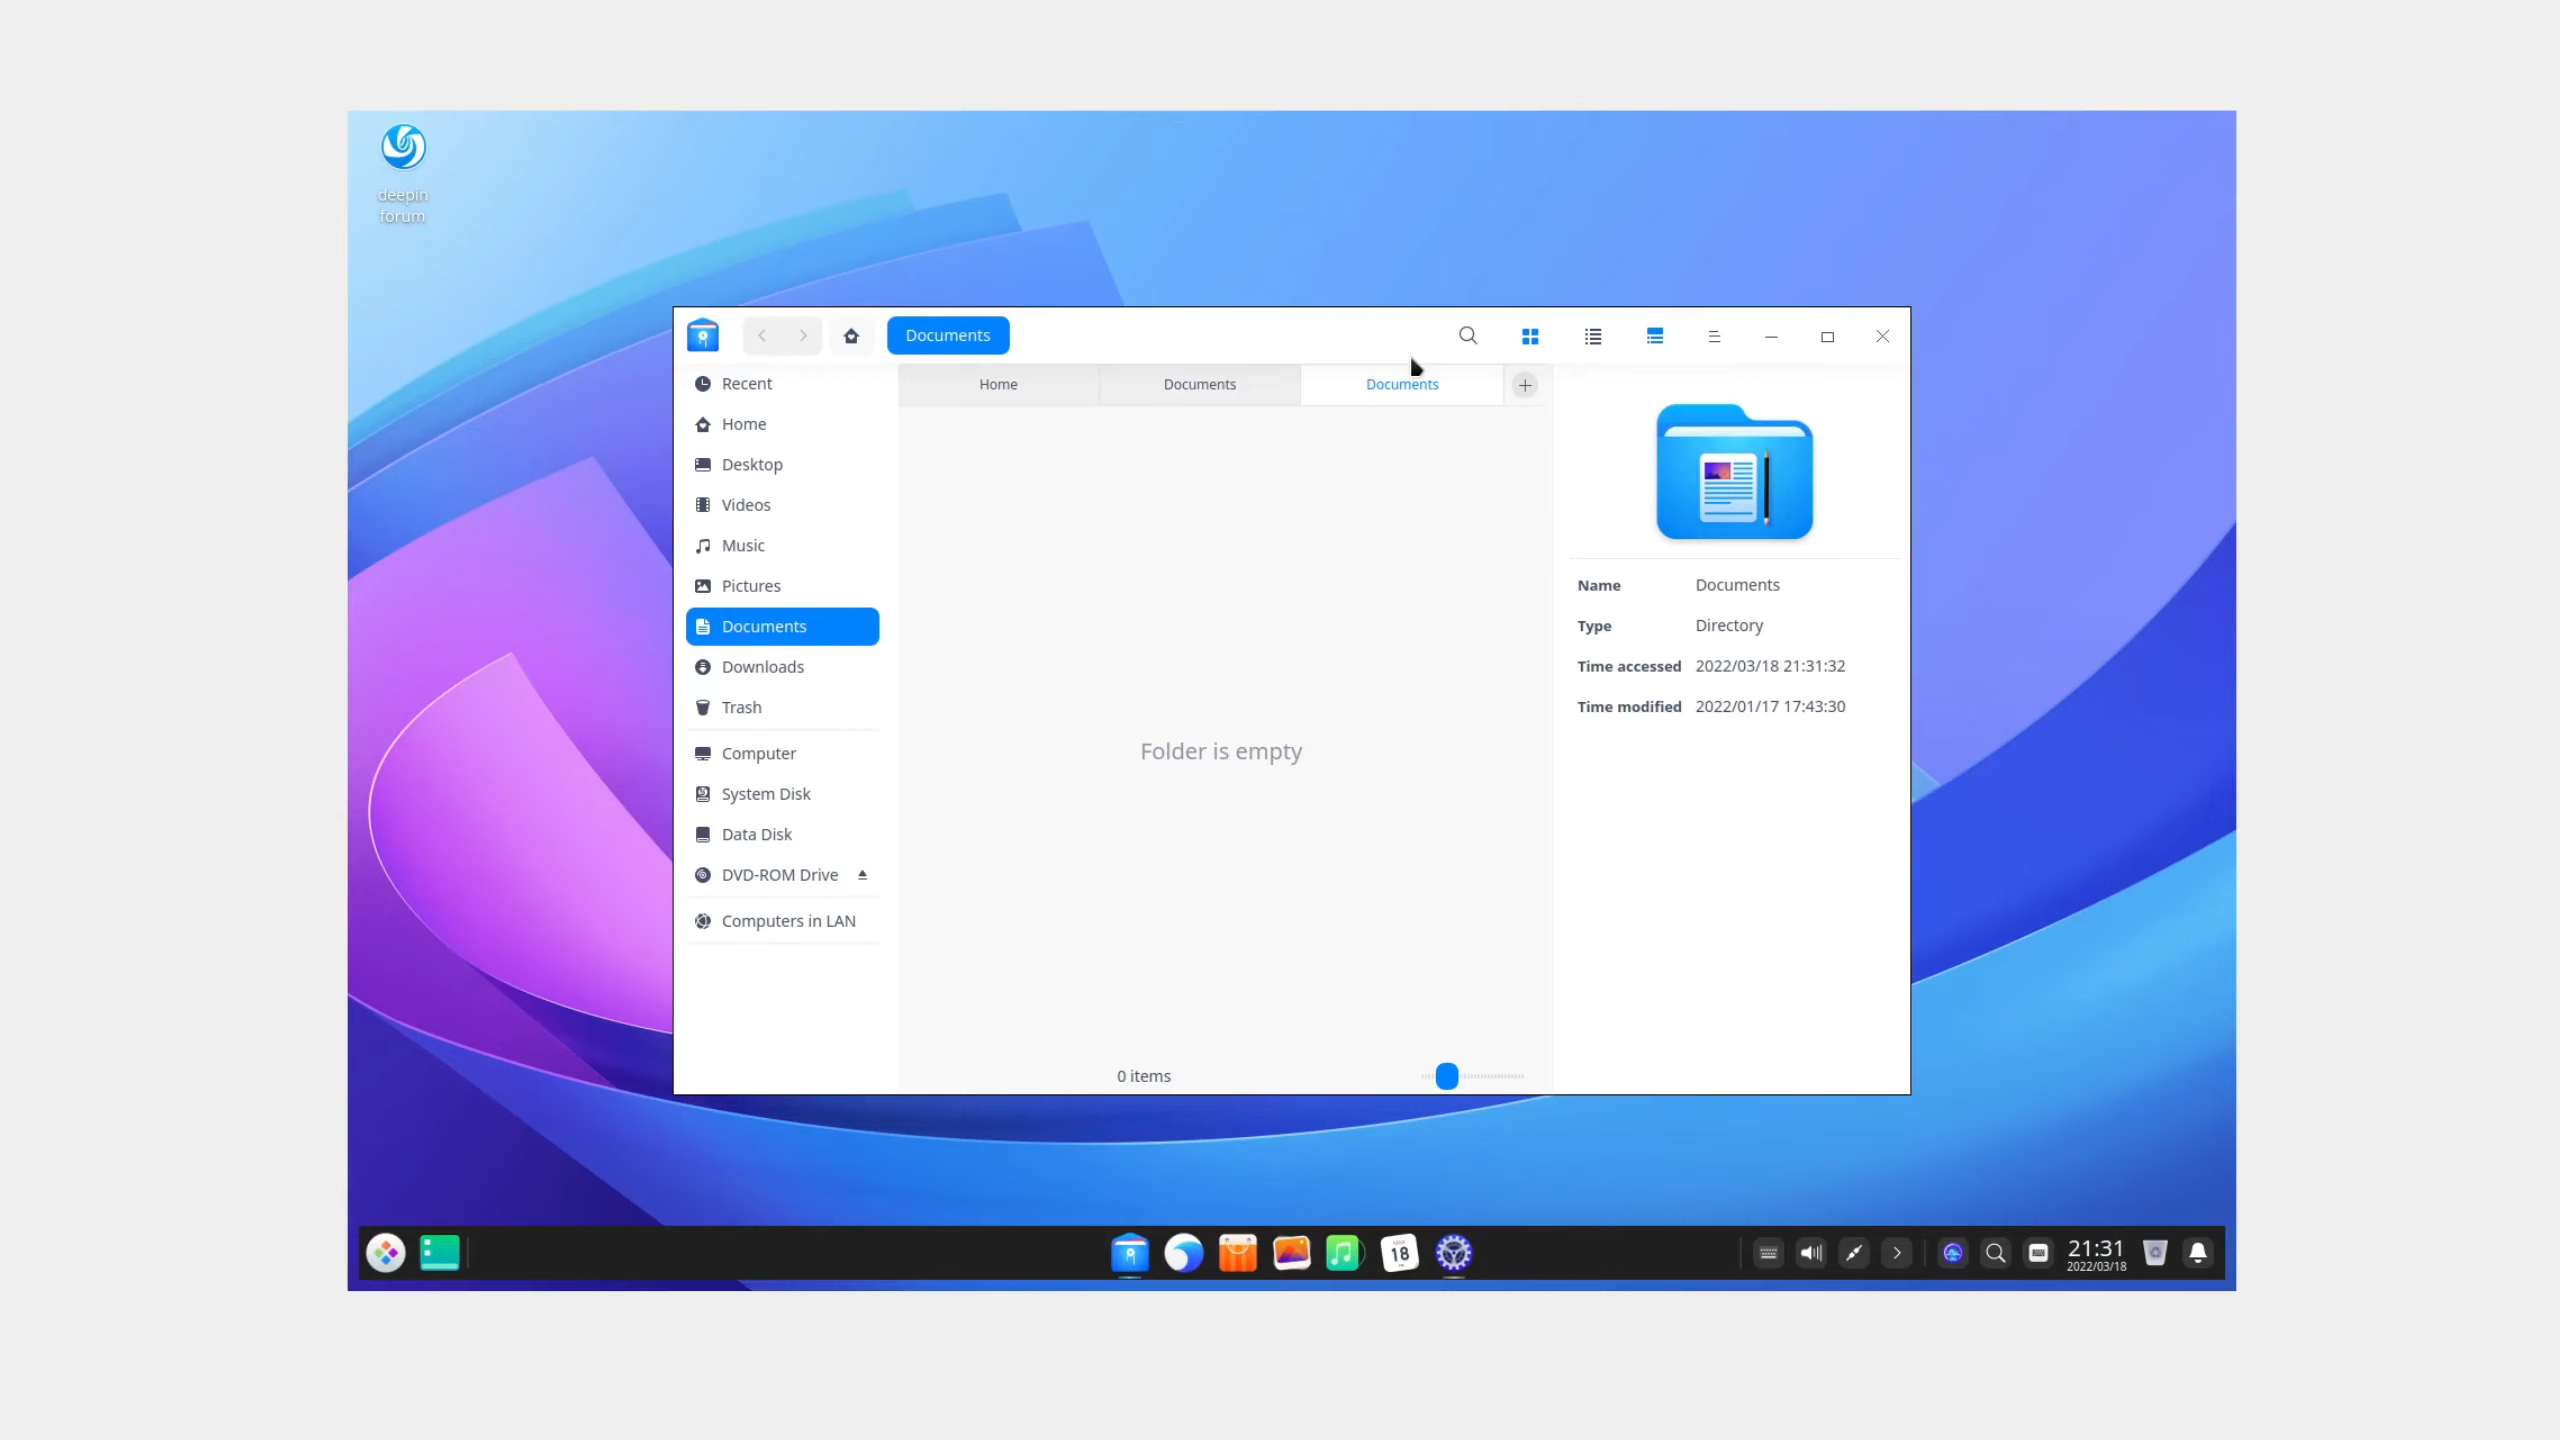 deepin
forum
Documents
Recent
Home
Desktop
Videos
Music
Pictures
Documents
Downloads
Trash
Computer
System Disk
Data Disk
DVD-ROM Drive
Computers in LAN
Home
Documents
Documents
Folder is empty
0 items
Name Documents
Type Directory
Time accessed 2022/03/18 21:31:32
Time modified 2022/01/17 17:43:30
18
21:31
2022/03/18